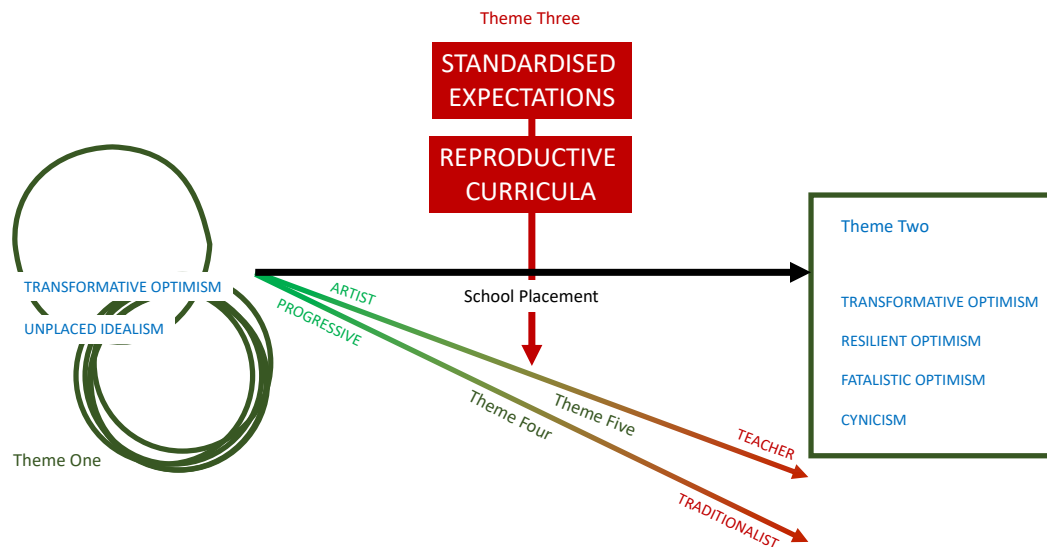 Theme Three
STANDARDISED
EXPECTATIONS
REPRODUCTIVE
CURRICULA
Theme Two
TRANSFORMATIVE OPTIMISM
UNPLACED IDEALISM
Theme One
School Placement
ARTIST
PROGRESSIVE
Theme Five
Theme Four
TEACHER
TRADITIONALIST
TRANSFORMATIVE OPTIMISM
RESILIENT OPTIMISM
FATALISTIC OPTIMISM
CYNICISM